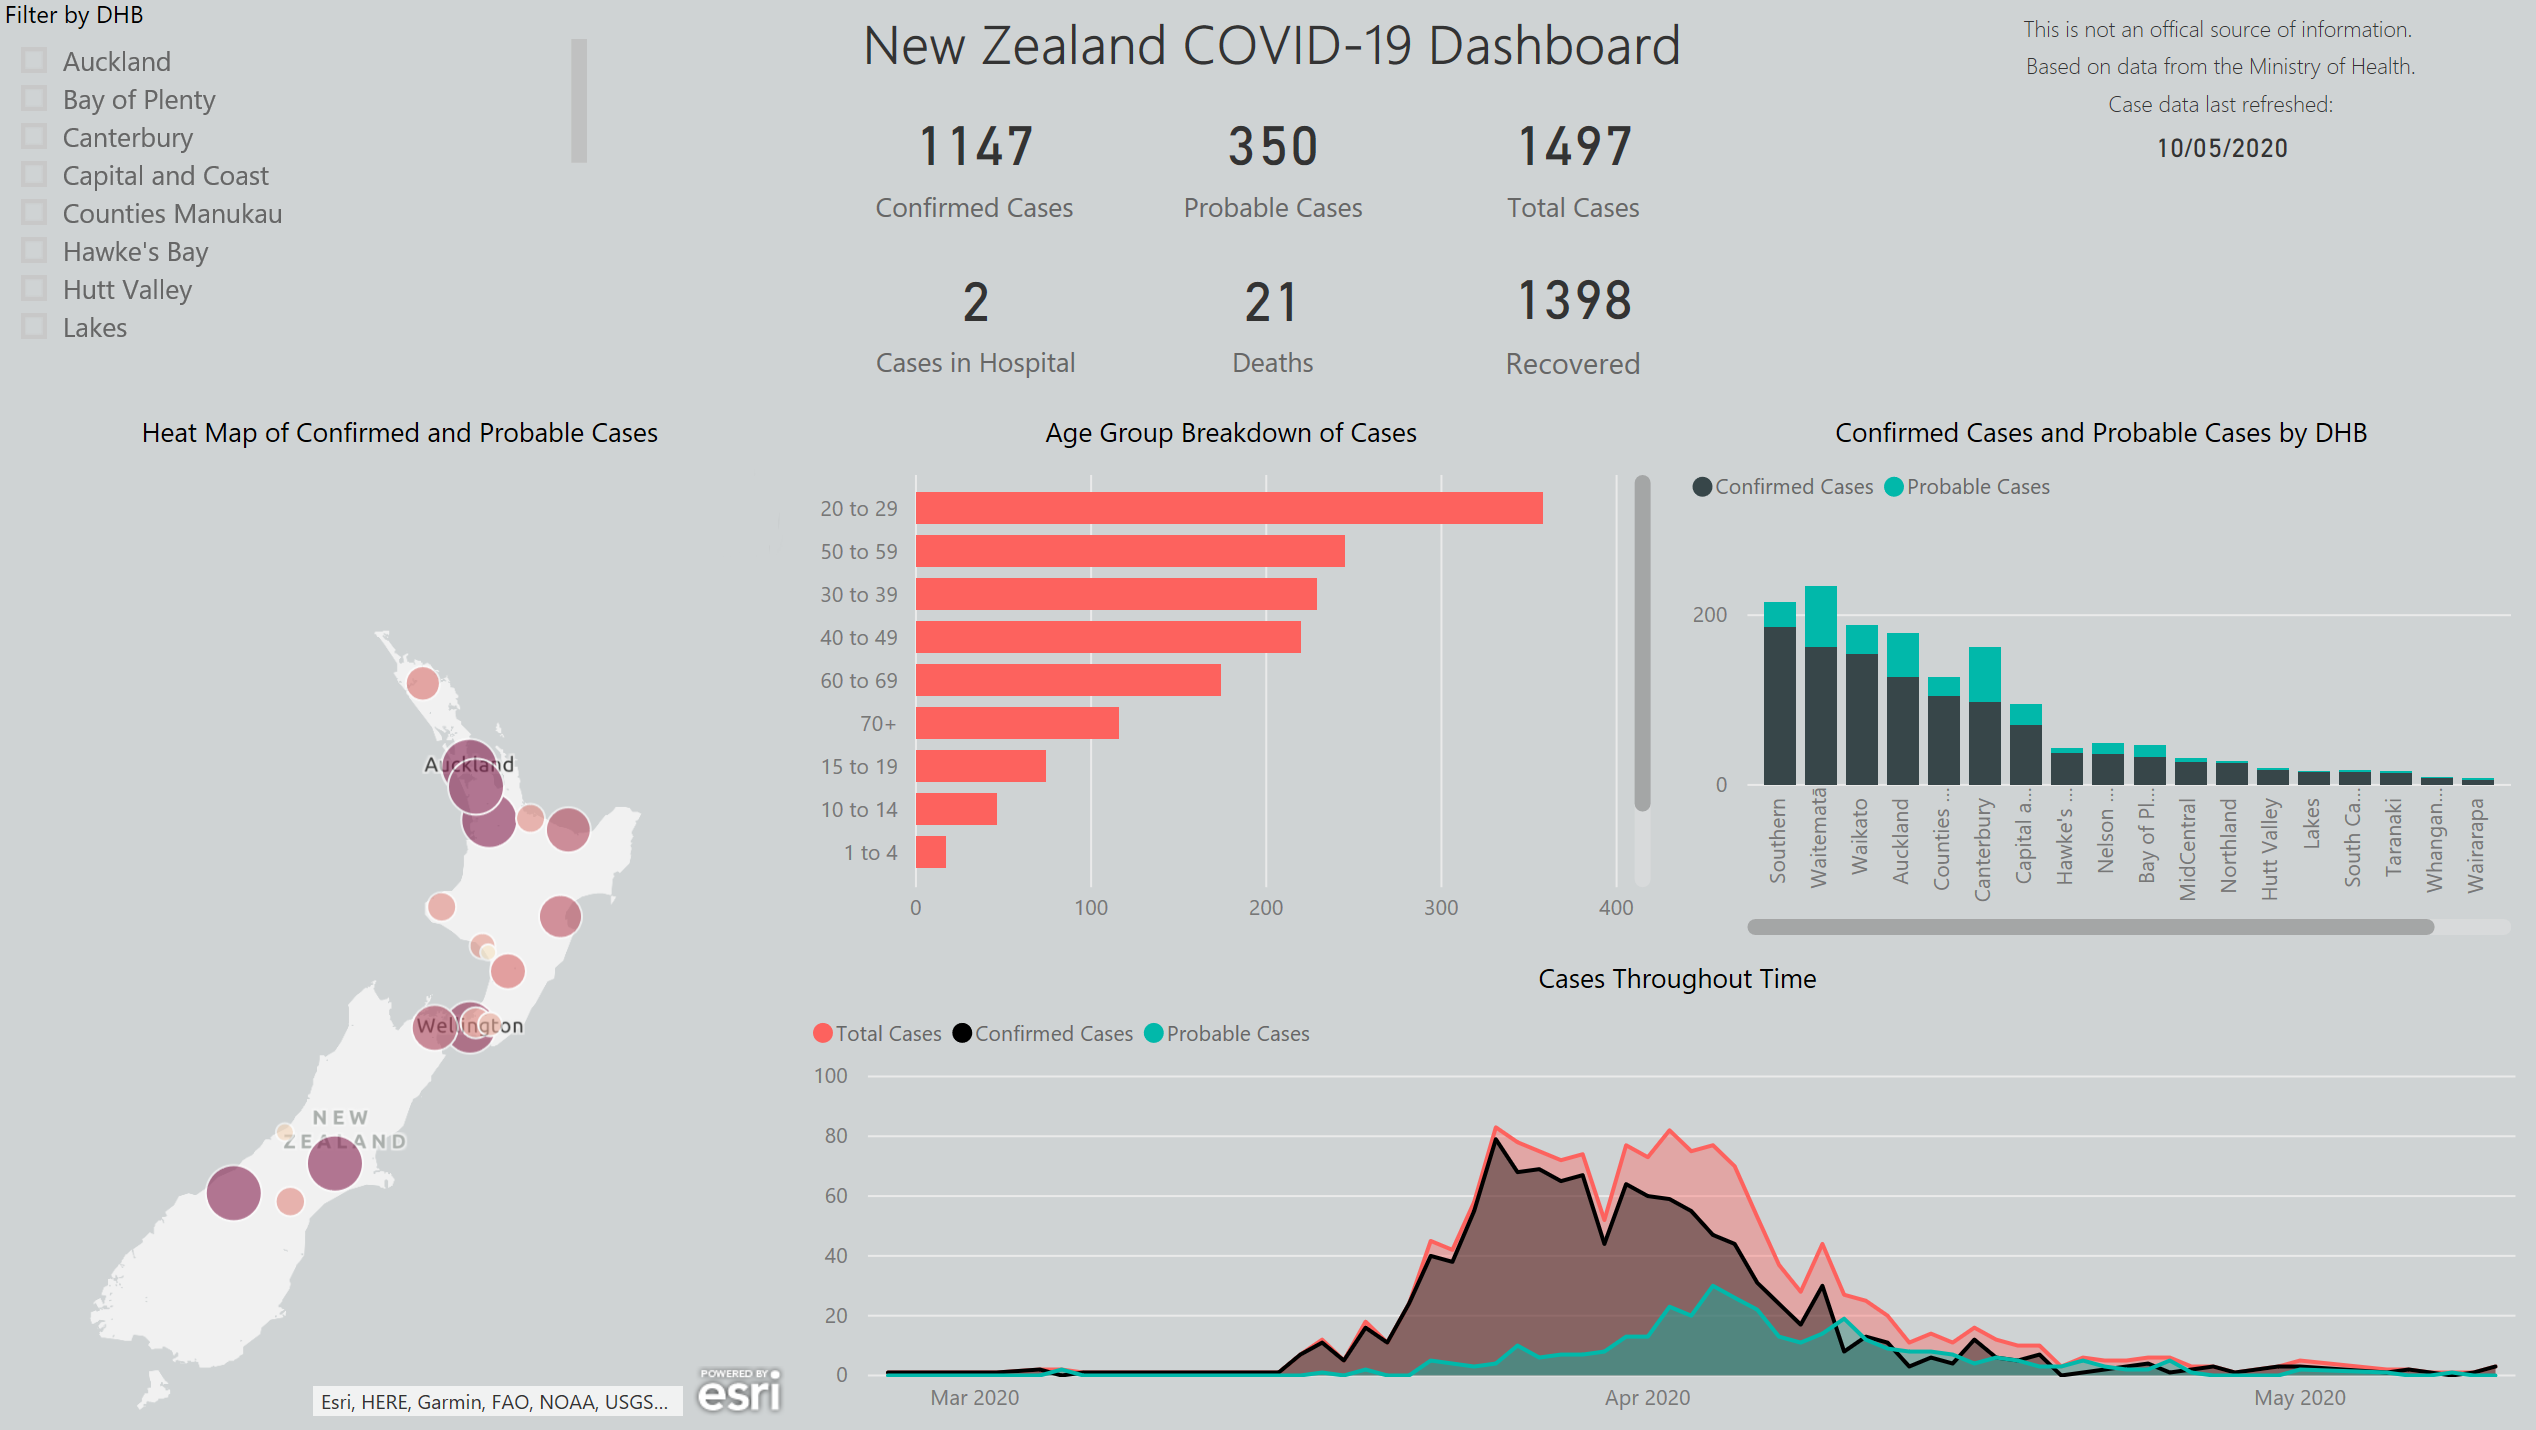 Filter by DHB
Auckland
Bay of Plenty
Canterbury
Capital and Coast
Counties Manukau
Hawke's Bay
Hutt Valley
Lakes
New Zealand COVID-19 Dashboard
1147
350
1497
Confirmed Cases
Probable Cases
Total Cases
2
21
1398
Cases in Hospital
Deaths
Recovered
This is not an offical source of information.
Based on data from the Ministry of Health.
Case data last refreshed:
10/05/2020
Heat Map of Confirmed and Probable Cases
Auckland
Wellington
NEW
ZEALAND
Esri, HERE, Garmin, FAO, NOAA, USGS...
POWERED BY
esri
Age Group Breakdown of Cases
20 to 29
50 to 59
30 to 39
40 to 49
60 to 69
70+
15 to 19
10 to 14
1 to 4
0
100
200
300
400
Confirmed Cases and Probable Cases by DHB
Confirmed Cases
Probable Cases
200
0
Southern
Waitematā
Waikato
Auckland
Counties ...
Canterbury
Capital a...
Hawke's ...
Nelson ...
Bay of Pl...
MidCentral
Northland
Hutt Valley
Lakes
South Ca...
Taranaki
Whangan...
Wairarapa
Cases Throughout Time
Total Cases
Confirmed Cases
Probable Cases
100
80
60
40
20
0
Mar 2020
Apr 2020
May 2020